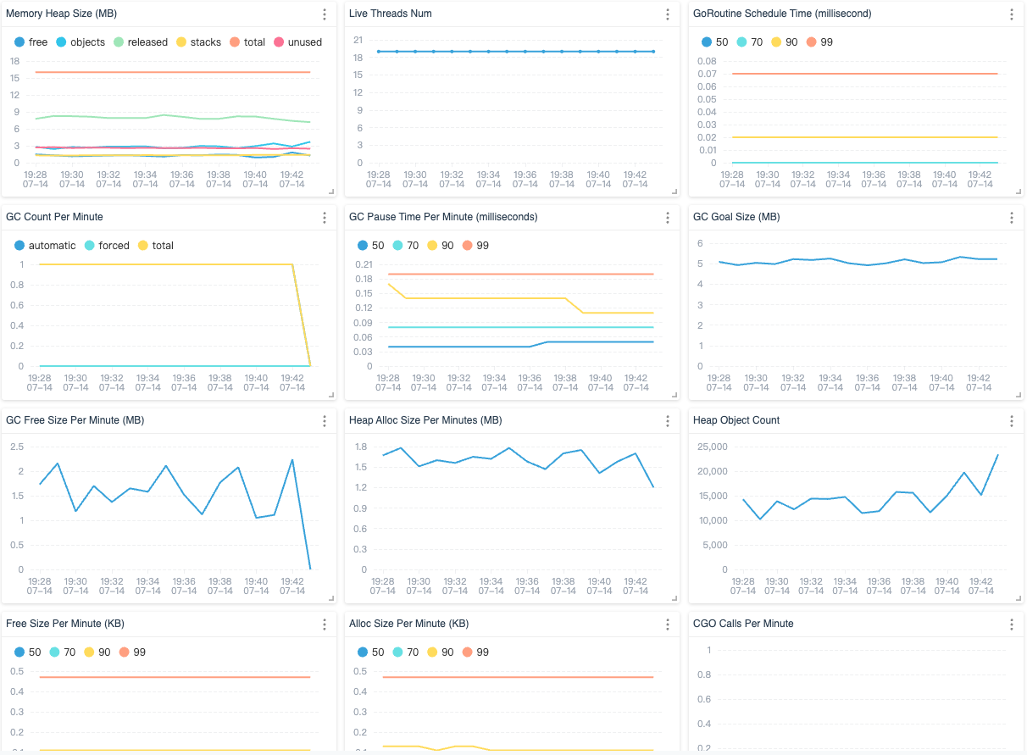 Memory Heap Size (MB)
free objects released stacks total unused
18
15
12
9
6
3
0
19:28 19:30 19:32 19:34 19:36 19:38 19:40 19:42
07-14 07-14 07-14 07-14 07-14 07-14 07-14 07-14
Live Threads Num
21
18
15
12
9
6
3
0
19:28 19:30 19:32 19:34 19:36 19:38 19:40 19:42
07-14 07-14 07-14 07-14 07-14 07-14 07-14 07-14
GoRoutine Schedule Time (millisecond)
50 70 90 99
0.08
0.07
0.06
0.05
0.04
0.03
0.02
0.01
0
19:28 19:30 19:32 19:34 19:36 19:38 19:40 19:42
07-14 07-14 07-14 07-14 07-14 07-14 07-14 07-14
GC Count Per Minute
automatic forced total
1
0.8
0.6
0.4
0.2
0
19:28 19:30 19:32 19:34 19:36 19:38 19:40 19:42
07-14 07-14 07-14 07-14 07-14 07-14 07-14 07-14
GC Pause Time Per Minute (milliseconds)
50 70 90 99
0.21
0.18
0.15
0.12
0.09
0.06
0.03
0
19:28 19:30 19:32 19:34 19:36 19:38 19:40 19:42
07-14 07-14 07-14 07-14 07-14 07-14 07-14 07-14
GC Goal Size (MB)
6
5
4
3
2
1
0
19:28 19:30 19:32 19:34 19:36 19:38 19:40 19:42
07-14 07-14 07-14 07-14 07-14 07-14 07-14 07-14
GC Free Size Per Minute (MB)
2.5
2
1.5
1
0.5
0
19:28 19:30 19:32 19:34 19:36 19:38 19:40 19:42
07-14 07-14 07-14 07-14 07-14 07-14 07-14 07-14
Heap Alloc Size Per Minutes (MB)
1.8
1.5
1.2
0.9
0.6
0.3
0
19:28 19:30 19:32 19:34 19:36 19:38 19:40 19:42
07-14 07-14 07-14 07-14 07-14 07-14 07-14 07-14
Heap Object Count
25,000
20,000
15,000
10,000
5,000
0
19:28 19:30 19:32 19:34 19:36 19:38 19:40 19:42
07-14 07-14 07-14 07-14 07-14 07-14 07-14 07-14
Free Size Per Minute (KB)
50 70 90 99
0.5
0.4
0.3
0.2
Alloc Size Per Minute (KB)
50 70 90 99
0.5
0.4
0.3
0.2
CGO Calls Per Minute
1
0.8
0.6
0.4
0.2